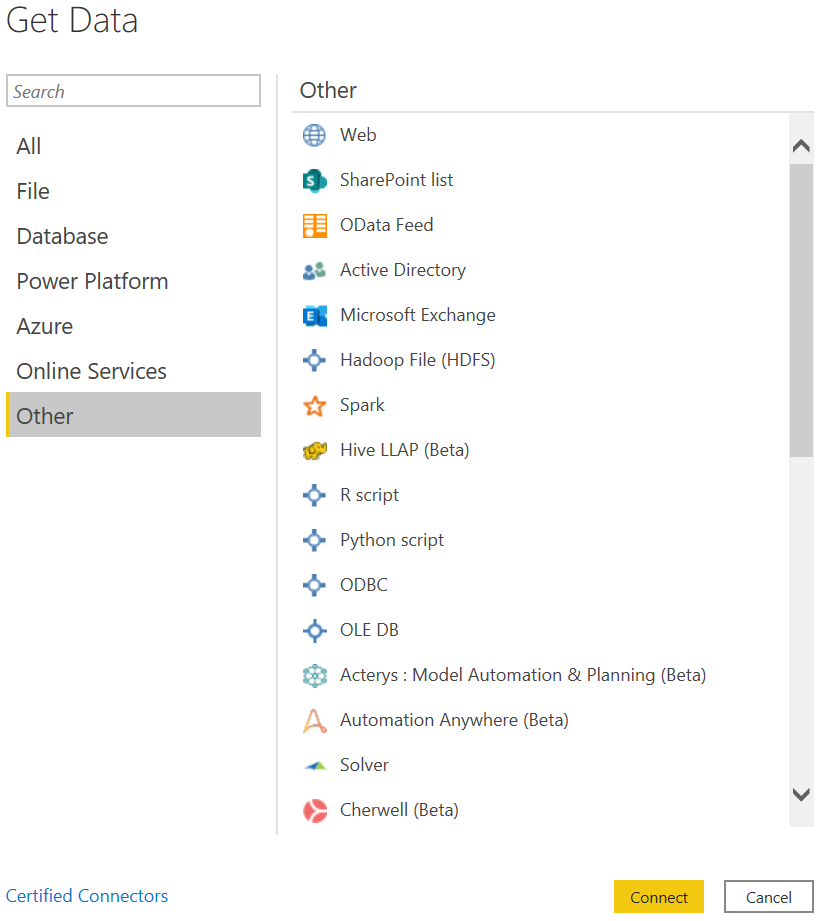 Get Data
Search
All
File
Database
Power Platform
Azure
Online Services
Other
Other
Web
SharePoint list
OData Feed
Active Directory
Microsoft Exchange
Hadoop File (HDFS)
Spark
Hive LLAP (Beta)
R script
Python script
ODBC
OLE DB
Acterys : Model Automation & Planning (Beta)
Automation Anywhere (Beta)
Solver
Cherwell (Beta)
Certified Connectors
Connect
Cancel